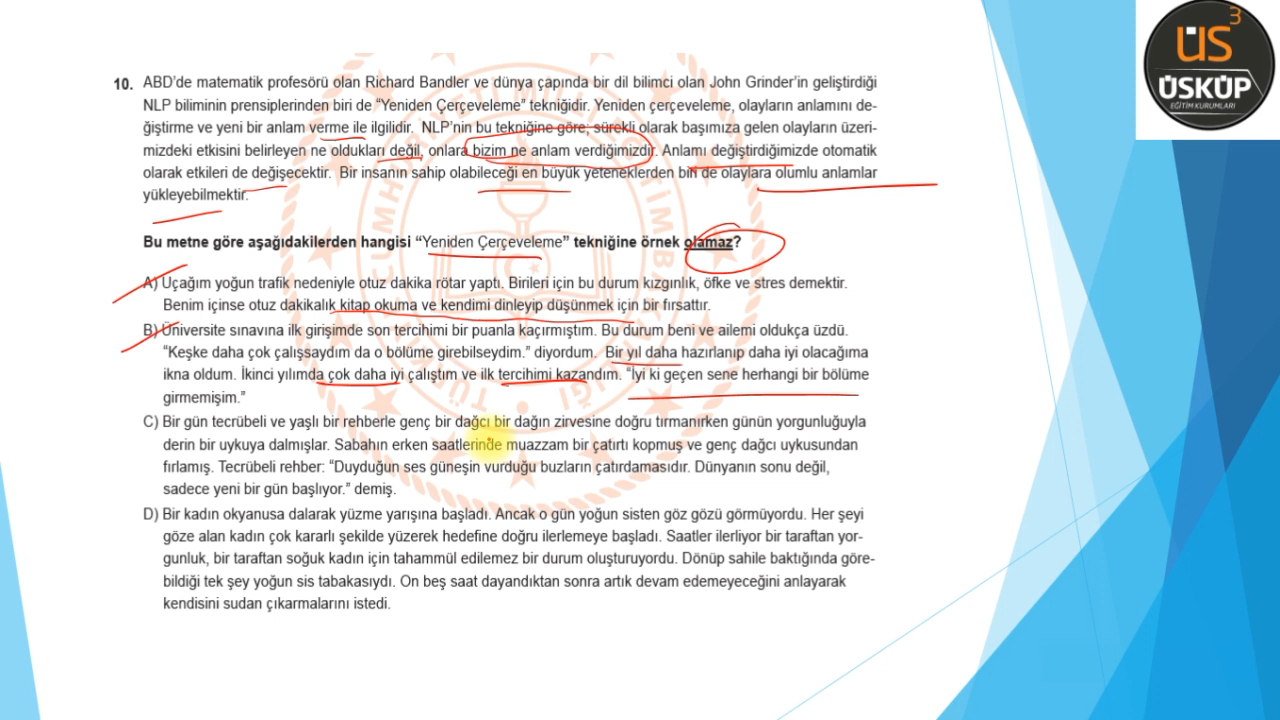 ÜS3
ÜSKÜP
EĞİTİM KURUMLARI
10. ABD’de matematik profesörü olan Richard Bandler ve dünya çapında bir dil bilimci olan John Grinder’in geliştirdiği
NLP biliminin prensiplerinden biri de “Yeniden Çerçeveleme” tekniğidir. Yeniden çerçeveleme, olayların anlamını de-
ğiştirme ve yeni bir anlam verme ile ilgilidir. NLP’nin bu tekniğine göre; sürekli olarak başımıza gelen olayların üzeri-
mizdeki etkisini belirleyen ne oldukları değil, onlara bizim ne anlam verdiğimizdir. Anlamı değiştirdiğimizde otomatik
olarak etkileri de değişecektir. Bir insanın sahip olabileceği en büyük yeteneklerden biri de olaylara olumlu anlamlar
yükleyebilmektir.
Bu metne göre aşağıdakilerden hangisi “Yeniden Çerçeveleme” tekniğine örnek olamaz?
A) Uçağım yoğun trafik nedeniyle otuz dakika rötar yaptı. Birileri için bu durum kızgınlık, öfke ve stres demektir.
Benim içinse otuz dakikalık kitap okuma ve kendimi dinleyip düşünmek için bir fırsattır.
B) Üniversite sınavına ilk girişimde son tercihimi bir puanla kaçırmıştım. Bu durum beni ve ailemi oldukça üzdü.
“Keşke daha çok çalışsaydım da o bölüme girebilseydim.” diyordum. Bir yıl daha hazırlanıp daha iyi olacağıma
ikna oldum. İkinci yılımda çok daha iyi çalıştım ve ilk tercihimi kazandım. “İyi ki geçen sene herhangi bir bölüme
girmemişim.”
C) Bir gün tecrübeli ve yaşlı bir rehberle genç bir dağcı bir dağın zirvesine doğru tırmanırken günün yorgunluğuyla
derin bir uykuya dalmışlar. Sabahın erken saatlerinde muazzam bir çatırtı kopmuş ve genç dağcı uykusundan
fırlamış. Tecrübeli rehber: “Duyduğun ses güneşin vurduğu buzların çatırdamasıdır. Dünyanın sonu değil,
sadece yeni bir gün başlıyor.” demiş.
D) Bir kadın okyanusa dalarak yüzme yarışına başladı. Ancak o gün yoğun sisten göz gözü görmüyordu. Her şeyi
göze alan kadın çok kararlı şekilde yüzerek hedefine doğru ilerlemeye başladı. Saatler ilerliyor bir taraftan yor-
gunluk, bir taraftan soğuk kadın için tahammül edilemez bir durum oluşturuyordu. Dönüp sahile baktığında göre-
bildiği tek şey yoğun sis tabakasıydı. On beş saat dayandıktan sonra artık devam edemeyeceğini anlayarak
kendisini sudan çıkarmalarını istedi.